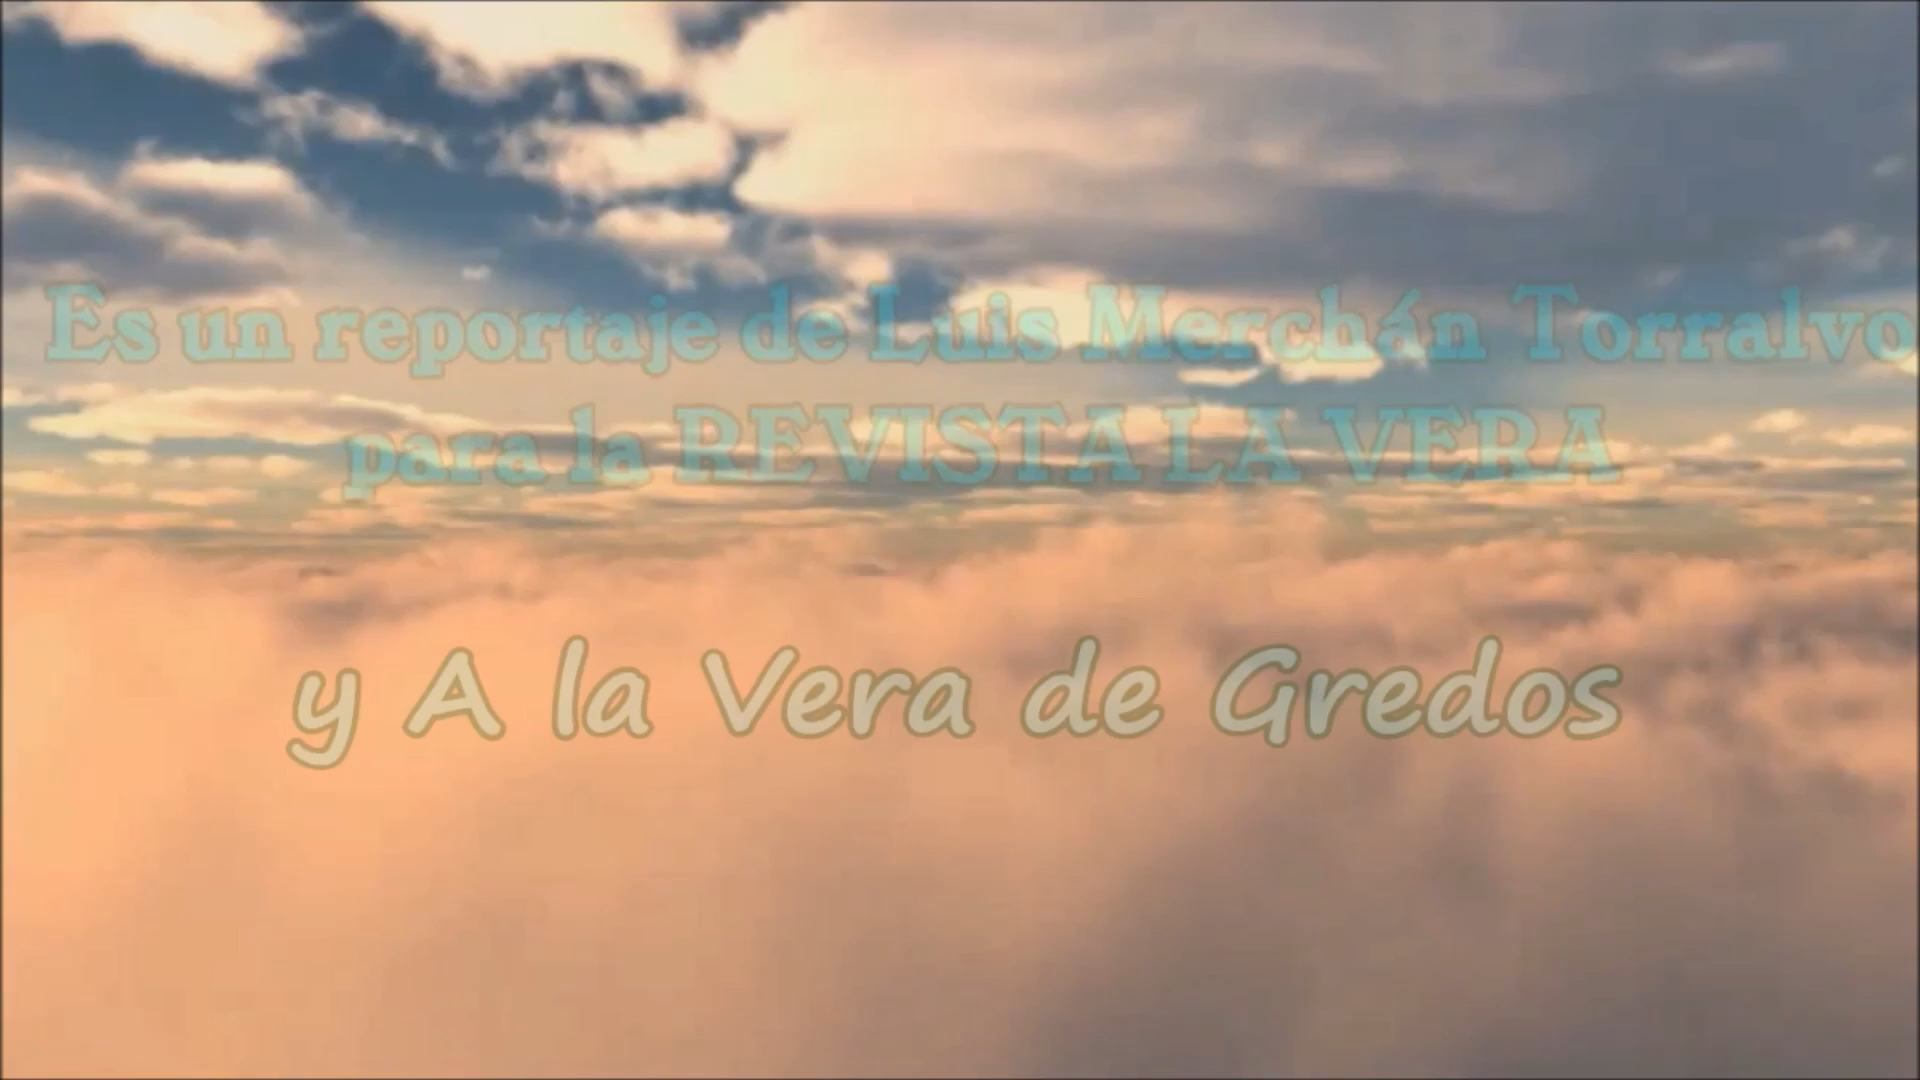 Es un reportaje de Luis Merchán Torralvo
para la REVISTA LA VERA
y A la Vera de Gredos